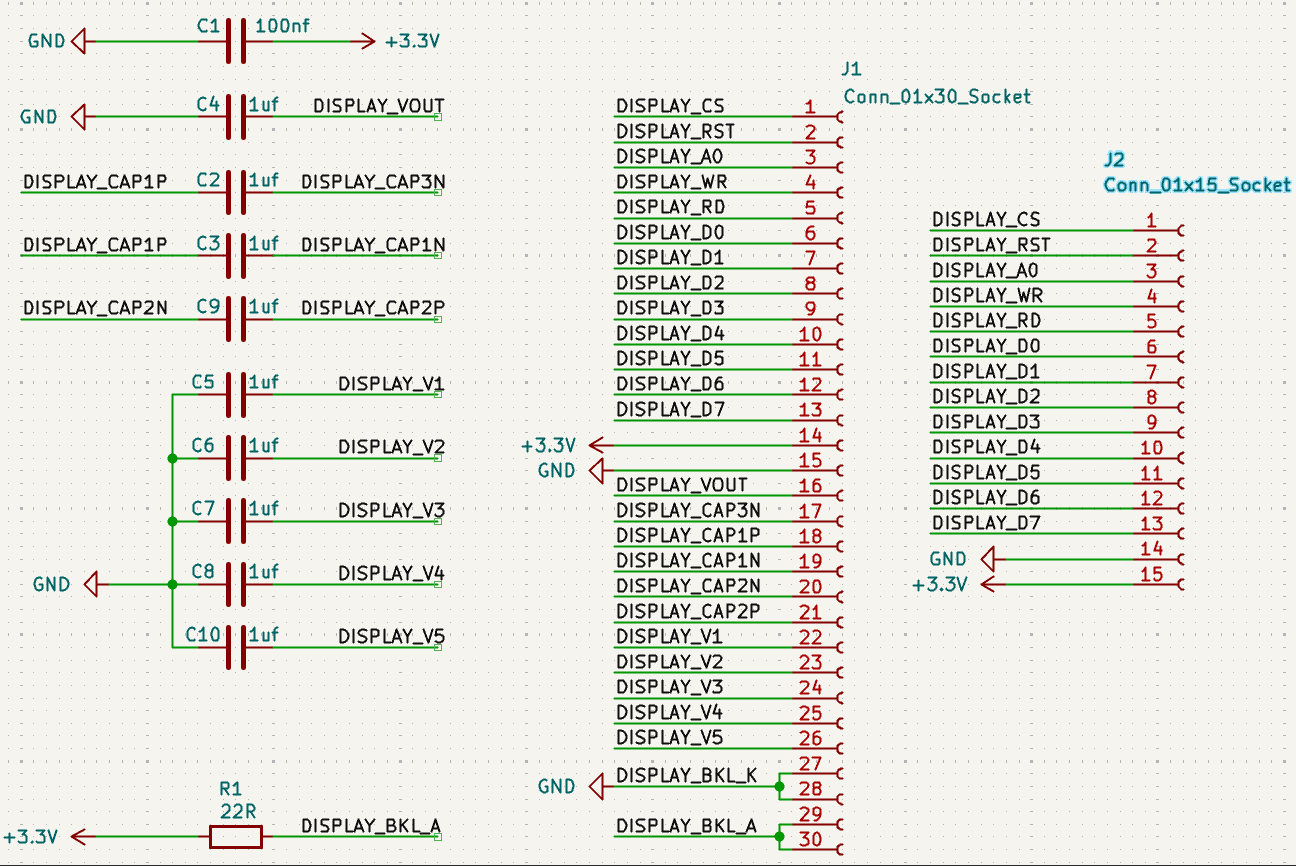 C1 100nf
GND +3.3V
C4 1uf DISPLAY_VOUT
GND
DISPLAY_CAP1P C2 1uf DISPLAY_CAP3N
DISPLAY_CAP1P C3 1uf DISPLAY_CAP1N
DISPLAY_CAP2N C9 1uf DISPLAY_CAP2P
C5 1uf DISPLAY_V1
C6 1uf DISPLAY_V2
C7 1uf DISPLAY_V3
C8 1uf DISPLAY_V4
GND
C10 1uf DISPLAY_V5
R1
22R
+3.3V DISPLAY_BKL_A
J1
Conn_01x30_Socket
DISPLAY_CS 1
DISPLAY_RST 2
DISPLAY_A0 3
DISPLAY_WR 4
DISPLAY_RD 5
DISPLAY_D0 6
DISPLAY_D1 7
DISPLAY_D2 8
DISPLAY_D3 9
DISPLAY_D4 10
DISPLAY_D5 11
DISPLAY_D6 12
DISPLAY_D7 13
+3.3V 14
GND 15
DISPLAY_VOUT 16
DISPLAY_CAP3N 17
DISPLAY_CAP1P 18
DISPLAY_CAP1N 19
DISPLAY_CAP2N 20
DISPLAY_CAP2P 21
DISPLAY_V1 22
DISPLAY_V2 23
DISPLAY_V3 24
DISPLAY_V4 25
DISPLAY_V5 26
27
GND DISPLAY_BKL_K
28
29
DISPLAY_BKL_A
30
J2
Conn_01x15_Socket
DISPLAY_CS 1
DISPLAY_RST 2
DISPLAY_A0 3
DISPLAY_WR 4
DISPLAY_RD 5
DISPLAY_D0 6
DISPLAY_D1 7
DISPLAY_D2 8
DISPLAY_D3 9
DISPLAY_D4 10
DISPLAY_D5 11
DISPLAY_D6 12
DISPLAY_D7 13
GND 14
+3.3V 15